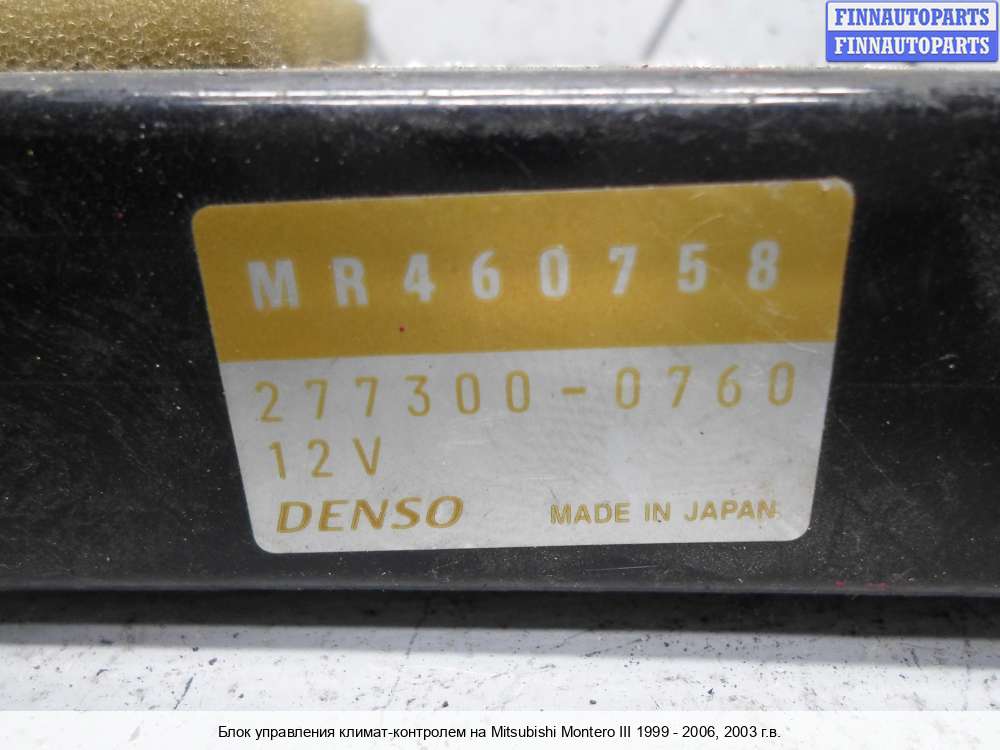 FINNAUTOPARTS
FINNAUTOPARTS
MR460758
277300-0760
12V
DENSO MADE IN JAPAN
Блок управления климат-контролем на Mitsubishi Montero III 1999 - 2006, 2003 г.в.